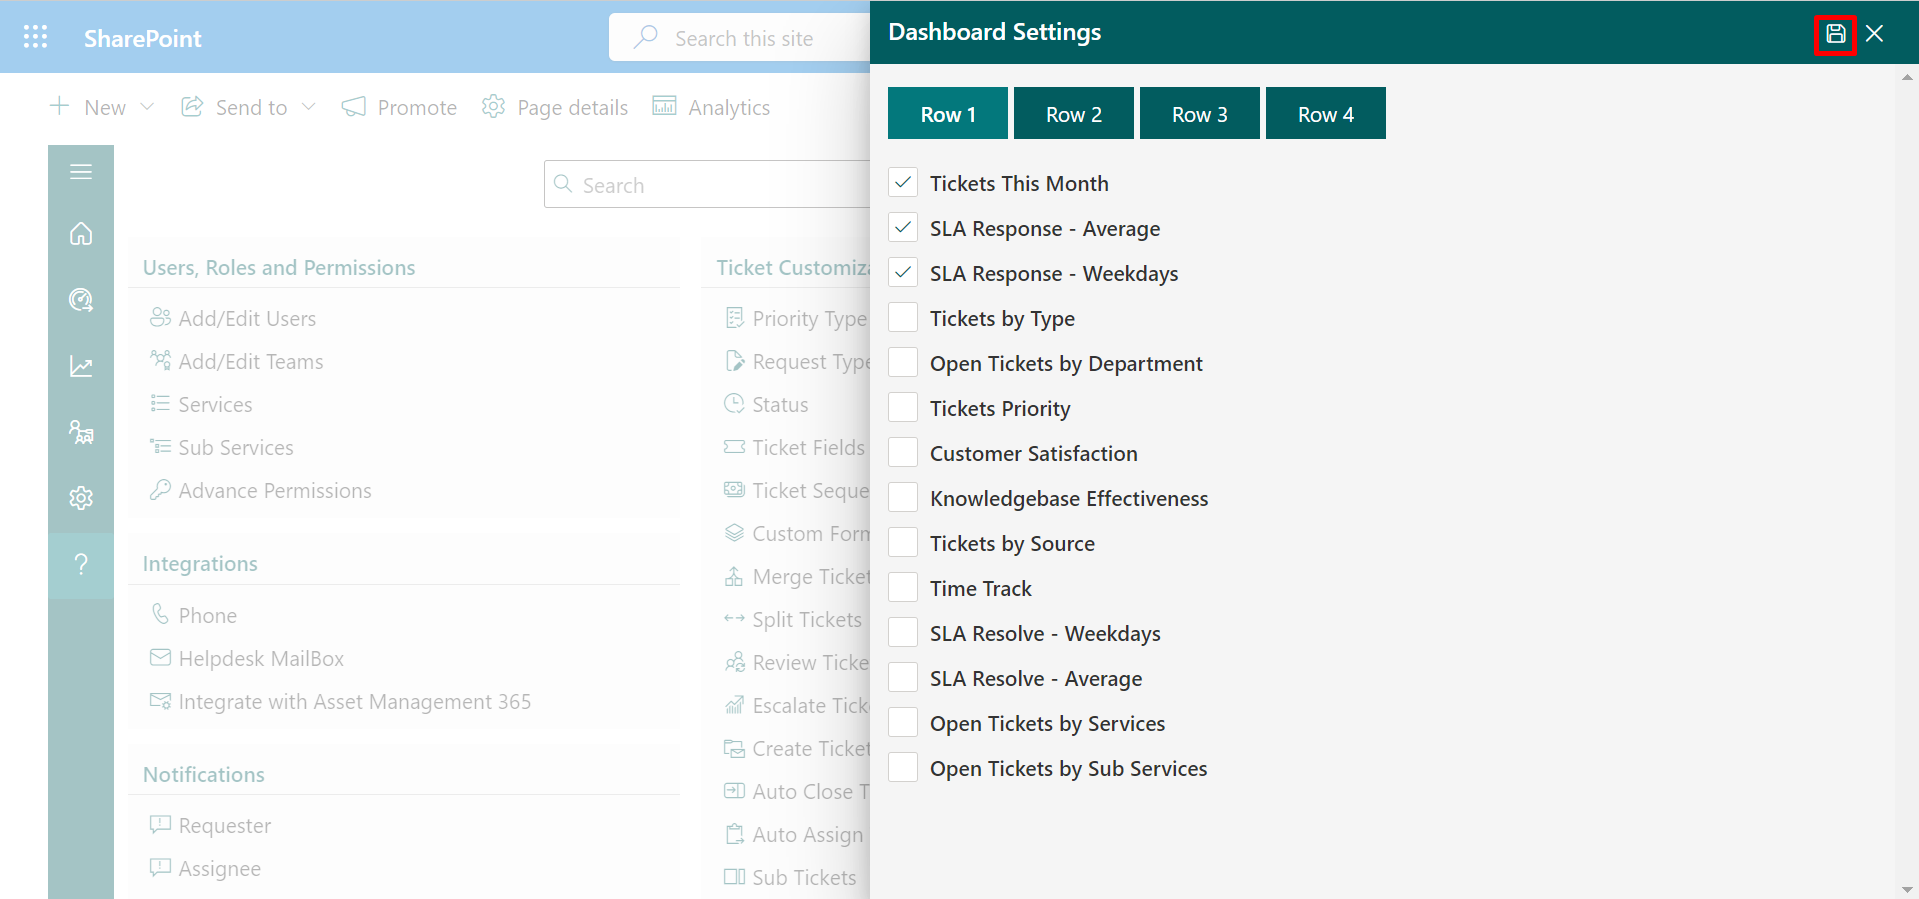 SharePoint
Search this site
New
Send to
Promote
Page details
Analytics
Search
Users, Roles and Permissions
Add/Edit Users
Add/Edit Teams
Services
Sub Services
Advance Permissions
Integrations
Phone
Helpdesk MailBox
Integrate with Asset Management 365
Notifications
Requester
Assignee
Ticket Customiza
Priority Type
Request Type
Status
Ticket Fields
Ticket Seque
Custom Form
Merge Ticket
Split Tickets
Review Ticke
Escalate Tick
Create Ticket
Auto Close T
Auto Assign
Sub Tickets
Dashboard Settings
Row 1
Row 2
Row 3
Row 4
Tickets This Month
SLA Response - Average
SLA Response - Weekdays
Tickets by Type
Open Tickets by Department
Tickets Priority
Customer Satisfaction
Knowledgebase Effectiveness
Tickets by Source
Time Track
SLA Resolve - Weekdays
SLA Resolve - Average
Open Tickets by Services
Open Tickets by Sub Services